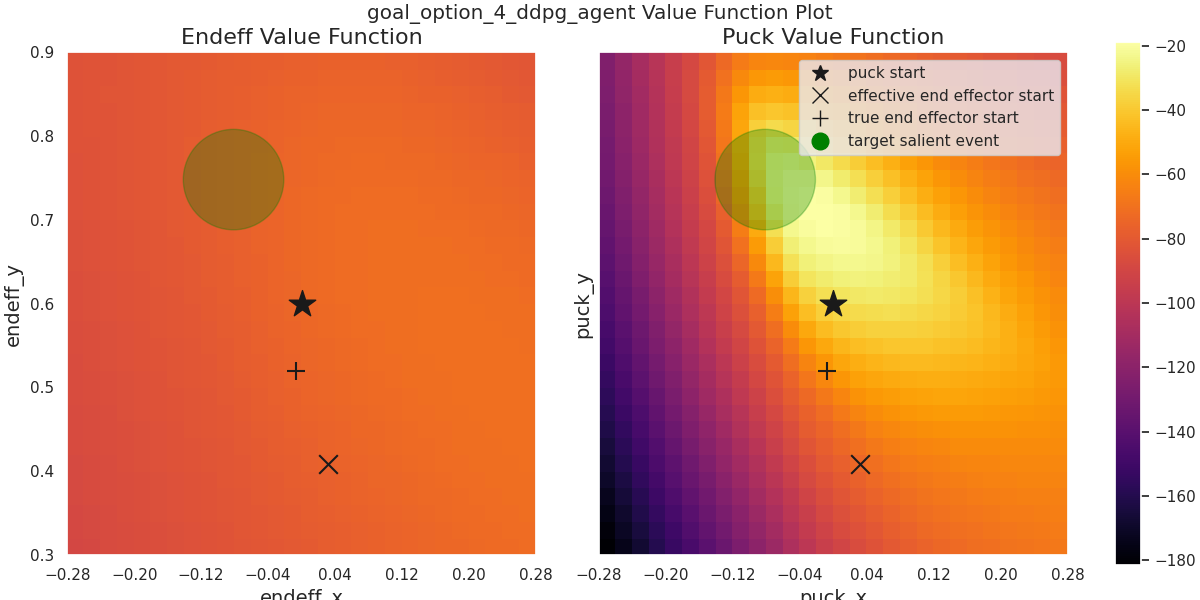 goal_option_4_ddpg_agent Value Function Plot
Endeff Value Function
endeff_y
0.9
0.8
0.7
0.6
0.5
0.4
0.3
−0.28 −0.20 −0.12 −0.04 0.04 0.12 0.20 0.28
endeff_x
Puck Value Function
puck_y
puck start
effective end effector start
true end effector start
target salient event
−0.28 −0.20 −0.12 −0.04 0.04 0.12 0.20 0.28
puck_x
−20
−40
−60
−80
−100
−120
−140
−160
−180